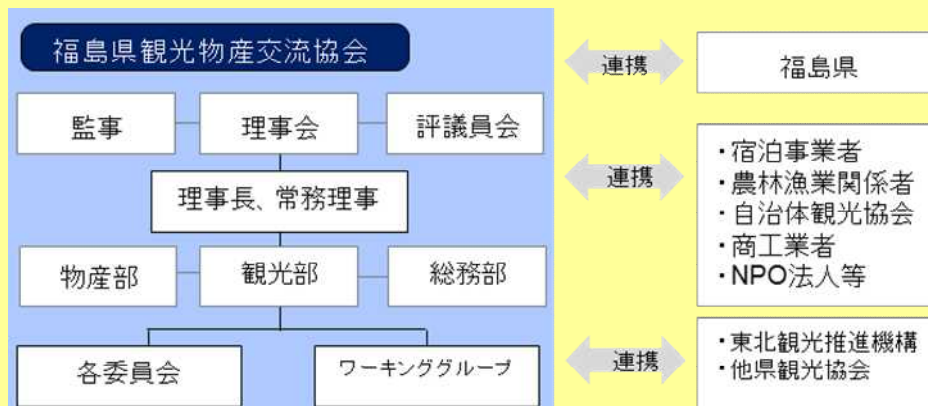 福島県観光物産交流協会
監事
理事会
評議員会
理事長、常務理事
物産部
観光部
総務部
各委員会
ワーキンググループ
連携
福島県
連携
・宿泊事業者
・農林漁業関係者
・自治体観光協会
・商工業者
・NPO法人等
連携
・東北観光推進機構
・他県観光協会